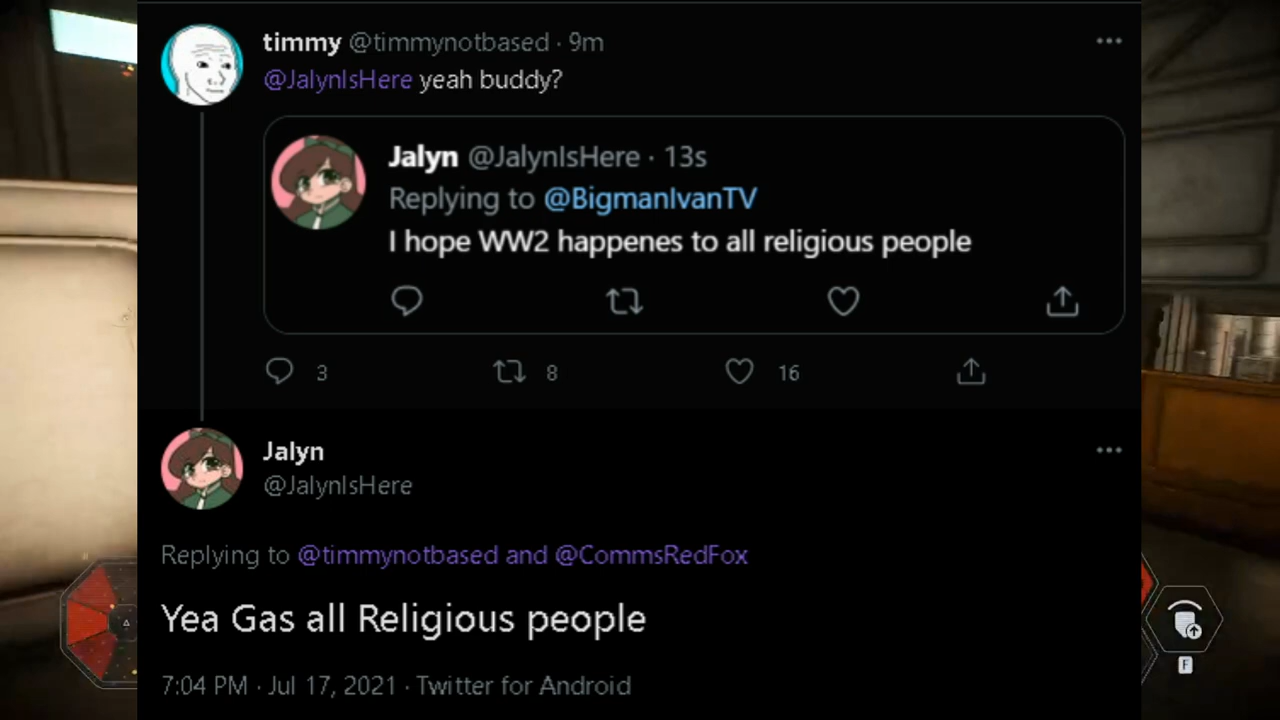 timmy @timmynotbased · 9m
@JalynIsHere yeah buddy?
Jalyn @JalynIsHere · 13s
Replying to @BigmanIvanTV
I hope WW2 happenes to all religious people
3 8 16
Jalyn
@JalynIsHere
Replying to @timmynotbased and @CommsRedFox
Yea Gas all Religious people
7:04 PM · Jul 17, 2021 · Twitter for Android
F